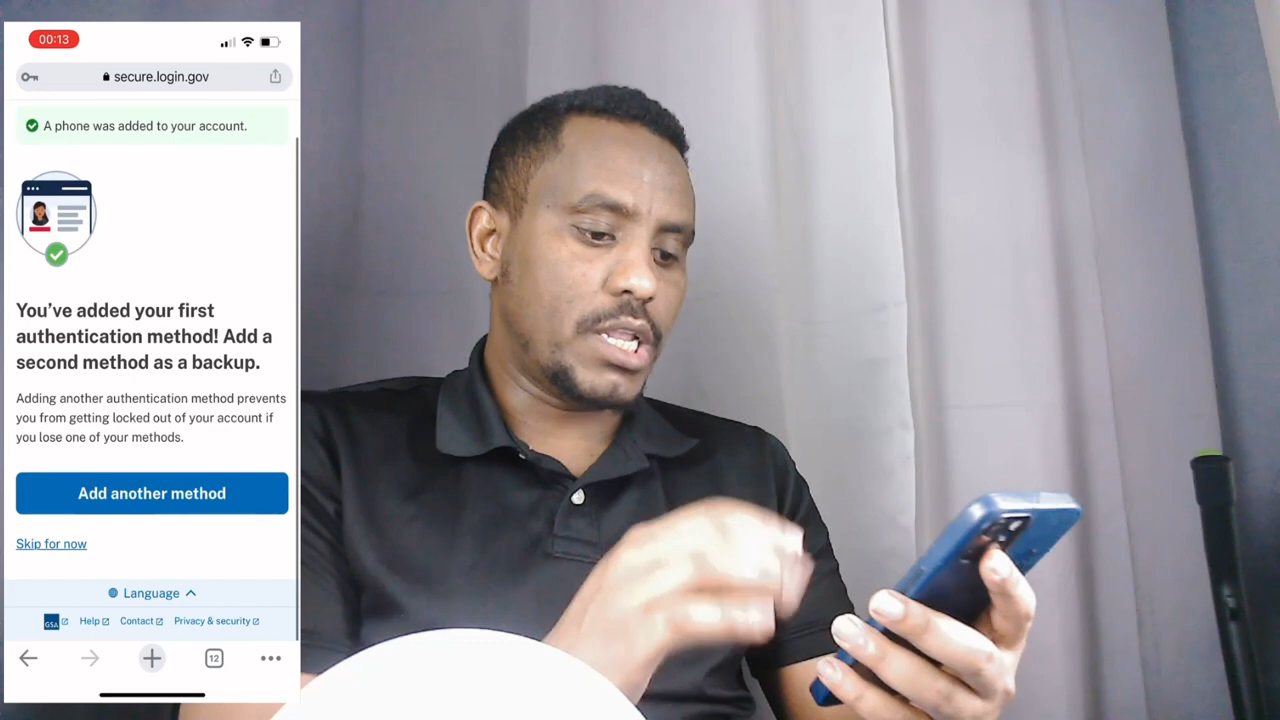 00:13
secure.login.gov
A phone was added to your account.
You've added your first
authentication method! Add a
second method as a backup.
Adding another authentication method prevents
you from getting locked out of your account if
you lose one of your methods.
Add another method
Skip for now
Language
GSA Help Contact Privacy & security
12